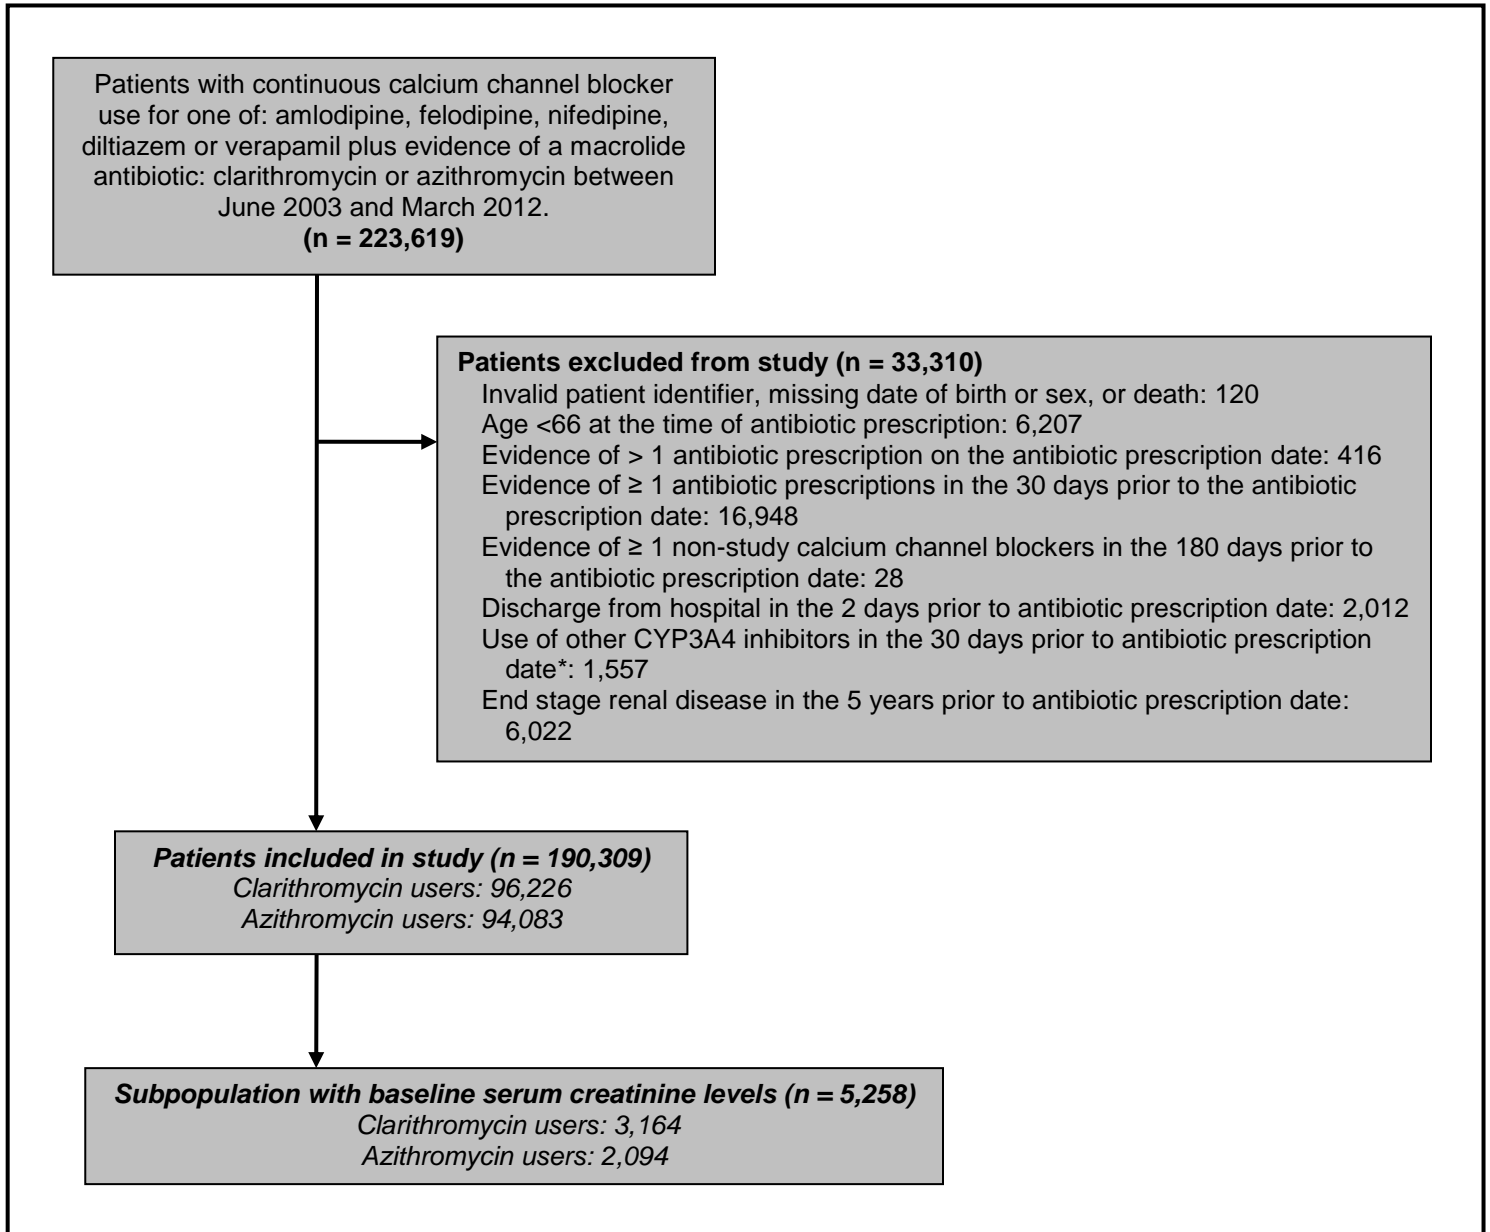 Patients with continuous calcium channel blocker
use for one of: amlodipine, felodipine, nifedipine,
diltiazem or verapamil plus evidence of a macrolide
antibiotic: clarithromycin or azithromycin between
June 2003 and March 2012.
(n = 223,619)
Patients excluded from study (n = 33,310)
Invalid patient identifier, missing date of birth or sex, or death: 120
Age <66 at the time of antibiotic prescription: 6,207
Evidence of > 1 antibiotic prescription on the antibiotic prescription date: 416
Evidence of ≥ 1 antibiotic prescriptions in the 30 days prior to the antibiotic
prescription date: 16,948
Evidence of ≥ 1 non-study calcium channel blockers in the 180 days prior to
the antibiotic prescription date: 28
Discharge from hospital in the 2 days prior to antibiotic prescription date: 2,012
Use of other CYP3A4 inhibitors in the 30 days prior to antibiotic prescription
date*: 1,557
End stage renal disease in the 5 years prior to antibiotic prescription date:
6,022
Patients included in study (n = 190,309)
Clarithromycin users: 96,226
Azithromycin users: 94,083
Subpopulation with baseline serum creatinine levels (n = 5,258)
Clarithromycin users: 3,164
Azithromycin users: 2,094